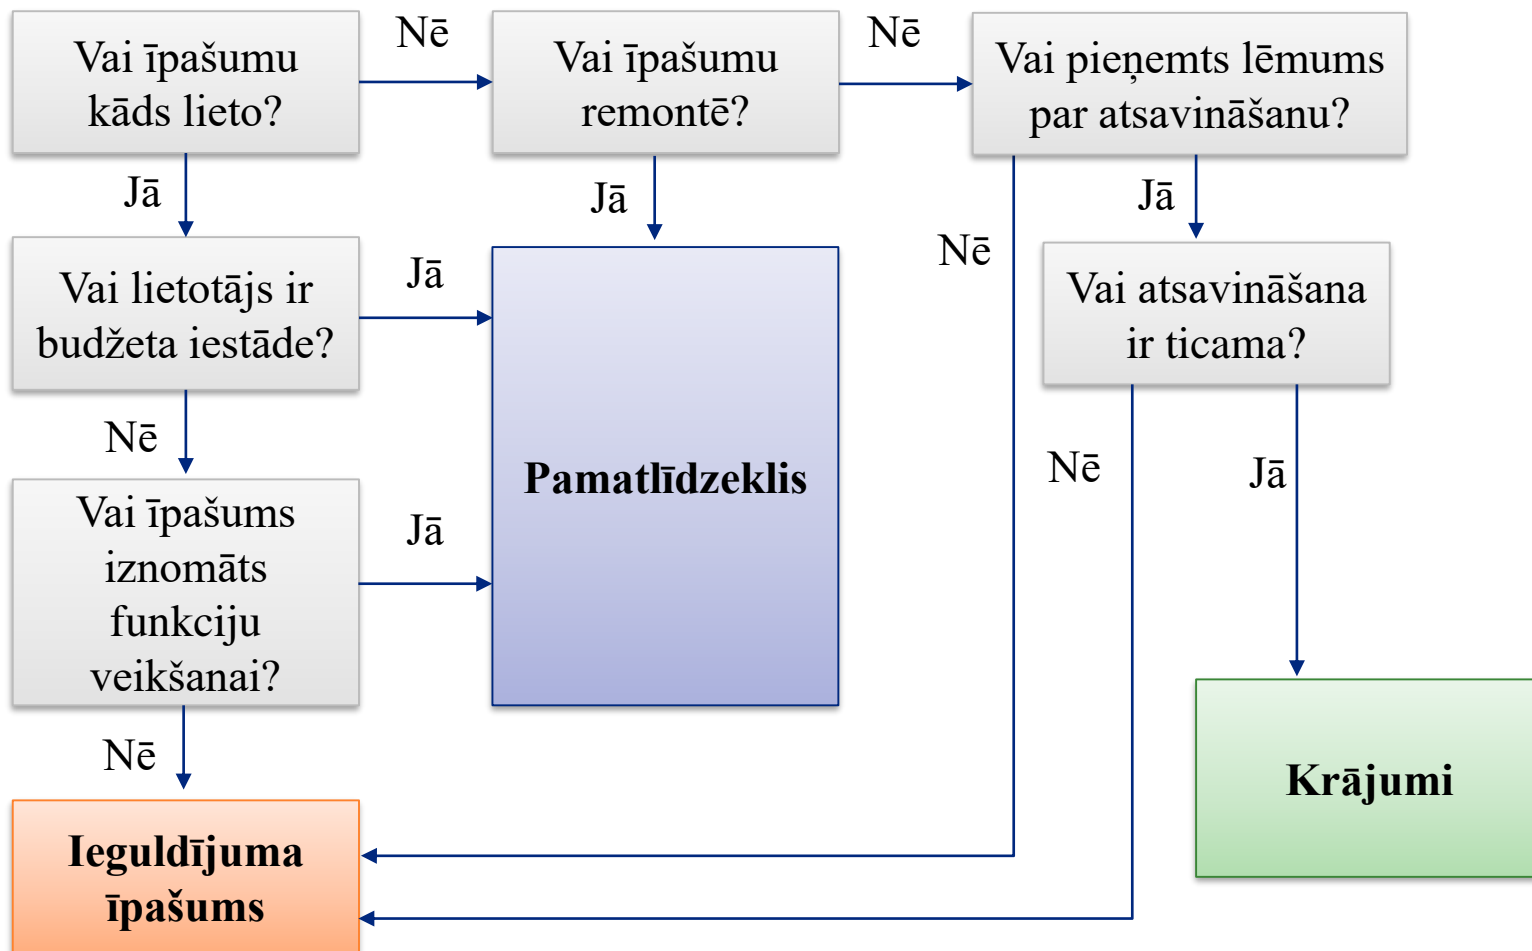 Vai īpašumu
kāds lieto?
Nē
Vai īpašumu
remontē?
Nē
Vai pieņemts lēmums
par atsavināšanu?
Jā
Jā
Jā
Nē
Vai lietotājs ir
budžeta iestāde?
Jā
Vai atsavināšana
ir ticama?
Nē
Pamatlīdzeklis
Nē
Jā
Vai īpašums
iznomāts
funkciju
veikšanai?
Jā
Nē
Krājumi
Ieguldījuma
īpašums